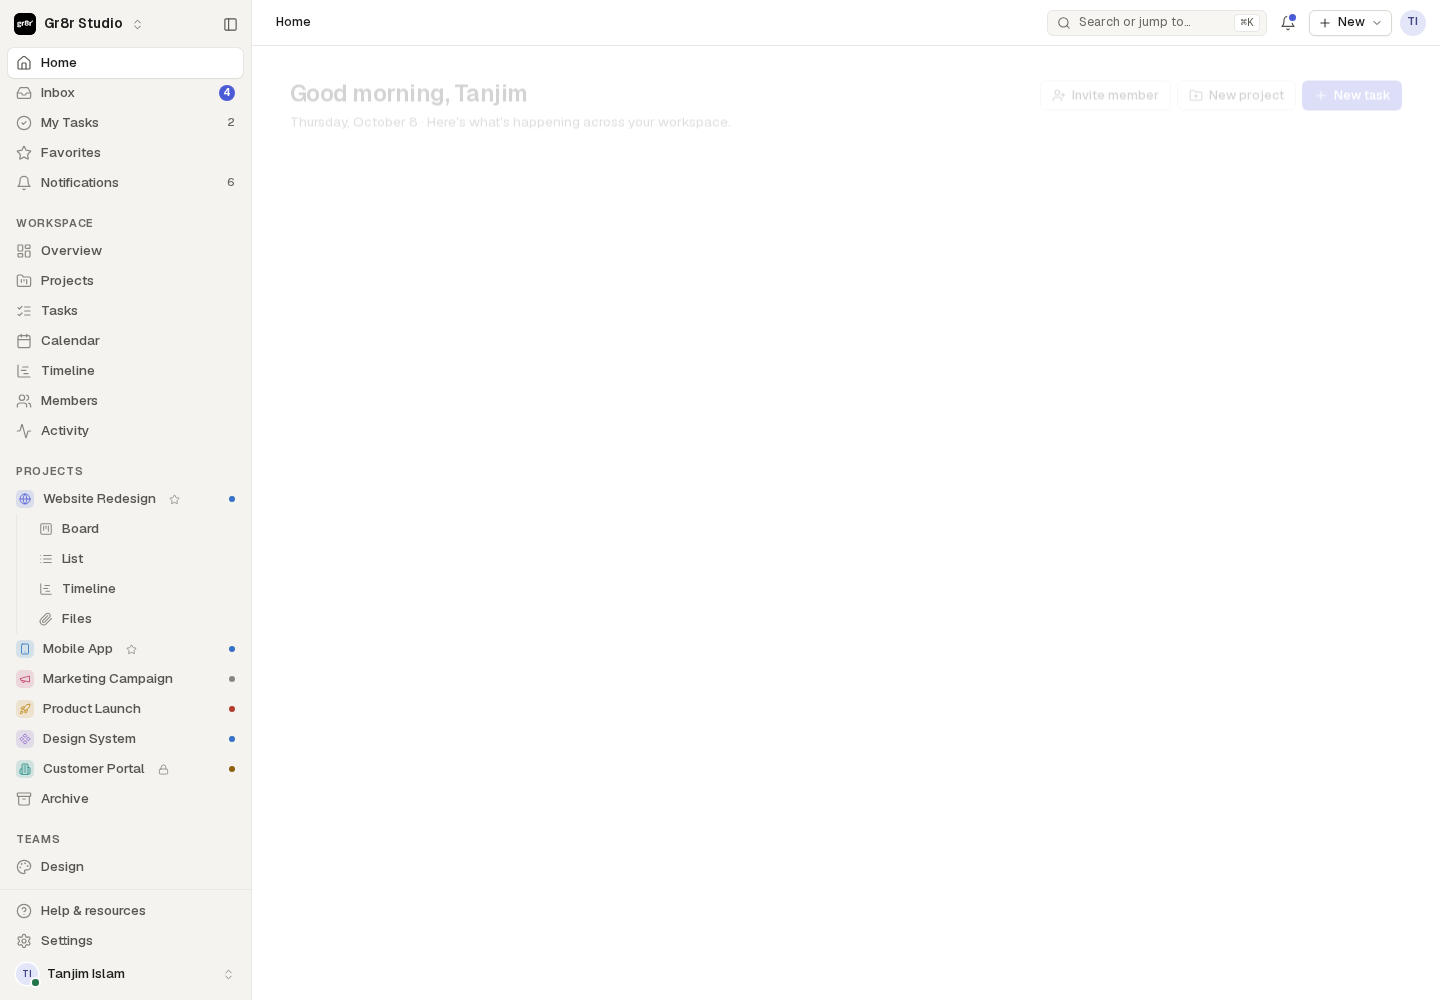 gr8r Gr8r Studio
Home
Inbox 4
My Tasks 2
Favorites
Notifications 6
WORKSPACE
Overview
Projects
Tasks
Calendar
Timeline
Members
Activity
PROJECTS
Website Redesign
Board
List
Timeline
Files
Mobile App
Marketing Campaign
Product Launch
Design System
Customer Portal
Archive
TEAMS
Design
Help & resources
Settings
TI Tanjim Islam
Home Search or jump to... ⌘K New TI
Good morning, Tanjim Invite member New project New task
Thursday, October 8 · Here's what's happening across your workspace.